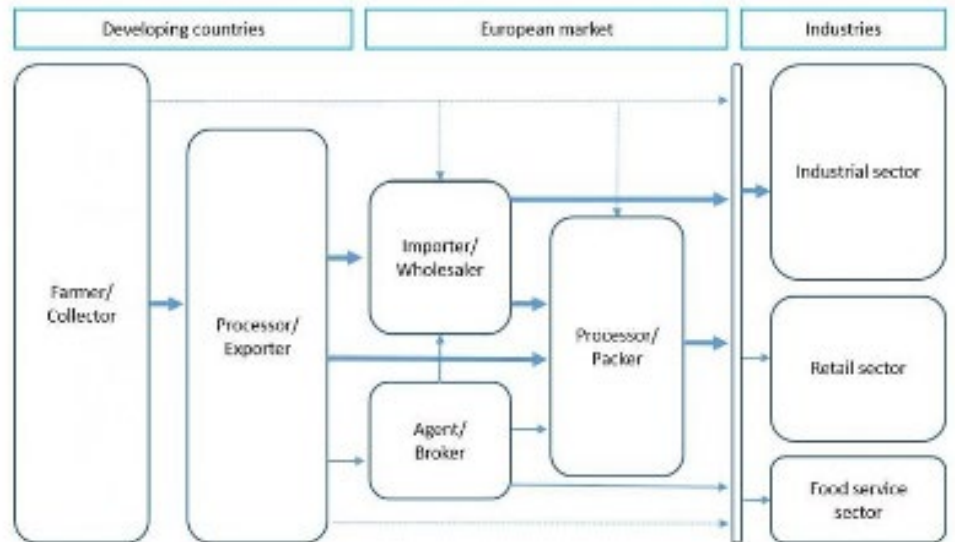 Developing countries
European market
Industries
Farmer/
Collector
Processor/
Exporter
Importer/
Wholesaler
Agent/
Broker
Processor/
Packer
Industrial sector
Retail sector
Food service
sector